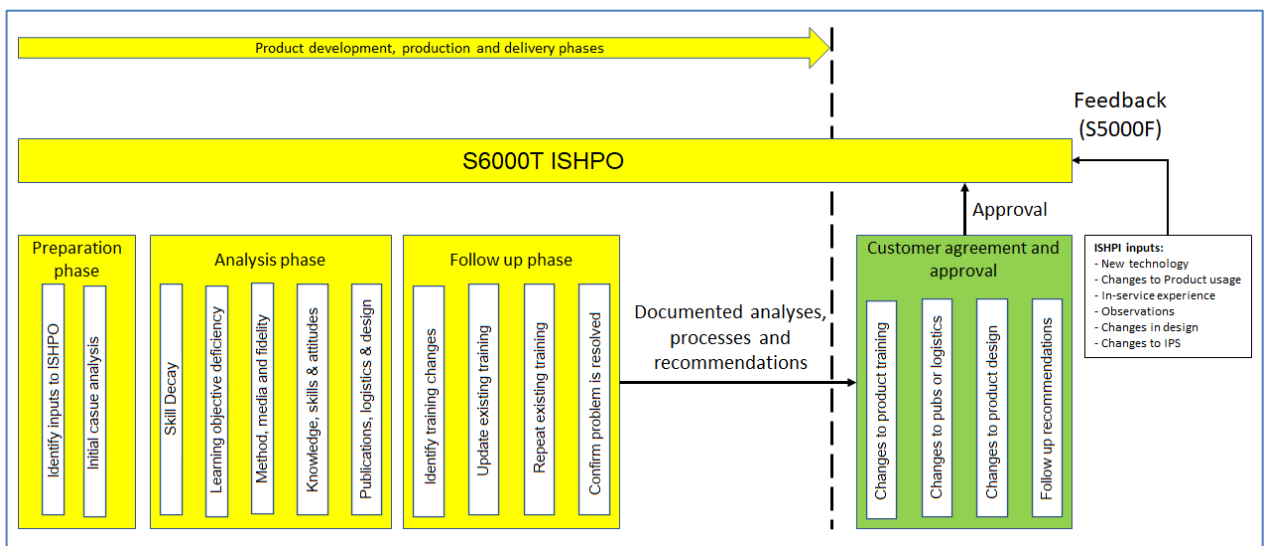 Product development, production and delivery phases
Feedback
(S5000F)
S6000T ISHPO
Approval
Preparation
phase
Identify inputs to ISHPO
Initial casue analysis
Analysis phase
Skill Decay
Learning objective deficiency
Method, media and fidelity
Knowledge, skills & attitudes
Publications, logistics & design
Follow up phase
Identify training changes
Update existing training
Repeat existing training
Confirm problem is resolved
Documented analyses,
processes and
recommendations
Customer agreement and
approval
Changes to product training
Changes to pubs or logistics
Changes to product design
Follow up recommendations
ISHPI inputs:
- New technology
- Changes to Product usage
- In-service experience
- Observations
- Changes in design
- Changes to IPS